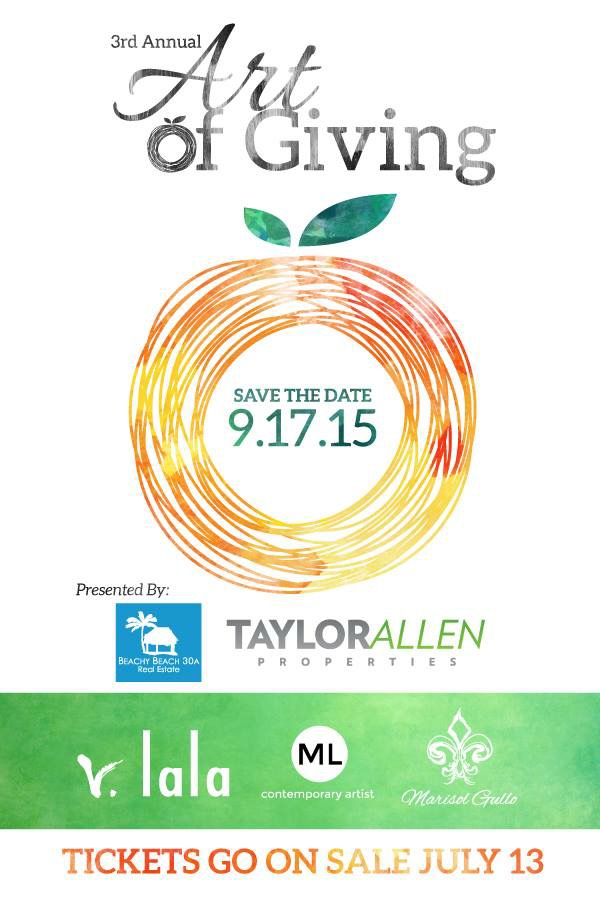 3rd Annual
Art
of Giving
SAVE THE DATE
9.17.15
Presented By:
BEACHY BEACH 30A
Real Estate
TAYLORALLEN
PROPERTIES
v. lala
ML
contemporary artist
Marisol Gullo
TICKETS GO ON SALE JULY 13